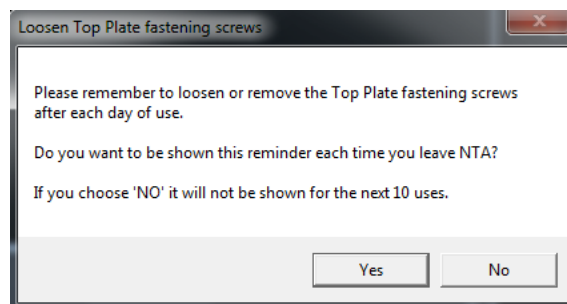 Loosen Top Plate fastening screws
Please remember to loosen or remove the Top Plate fastening screws
after each day of use.
Do you want to be shown this reminder each time you leave NTA?
If you choose 'NO' it will not be shown for the next 10 uses.
Yes
No